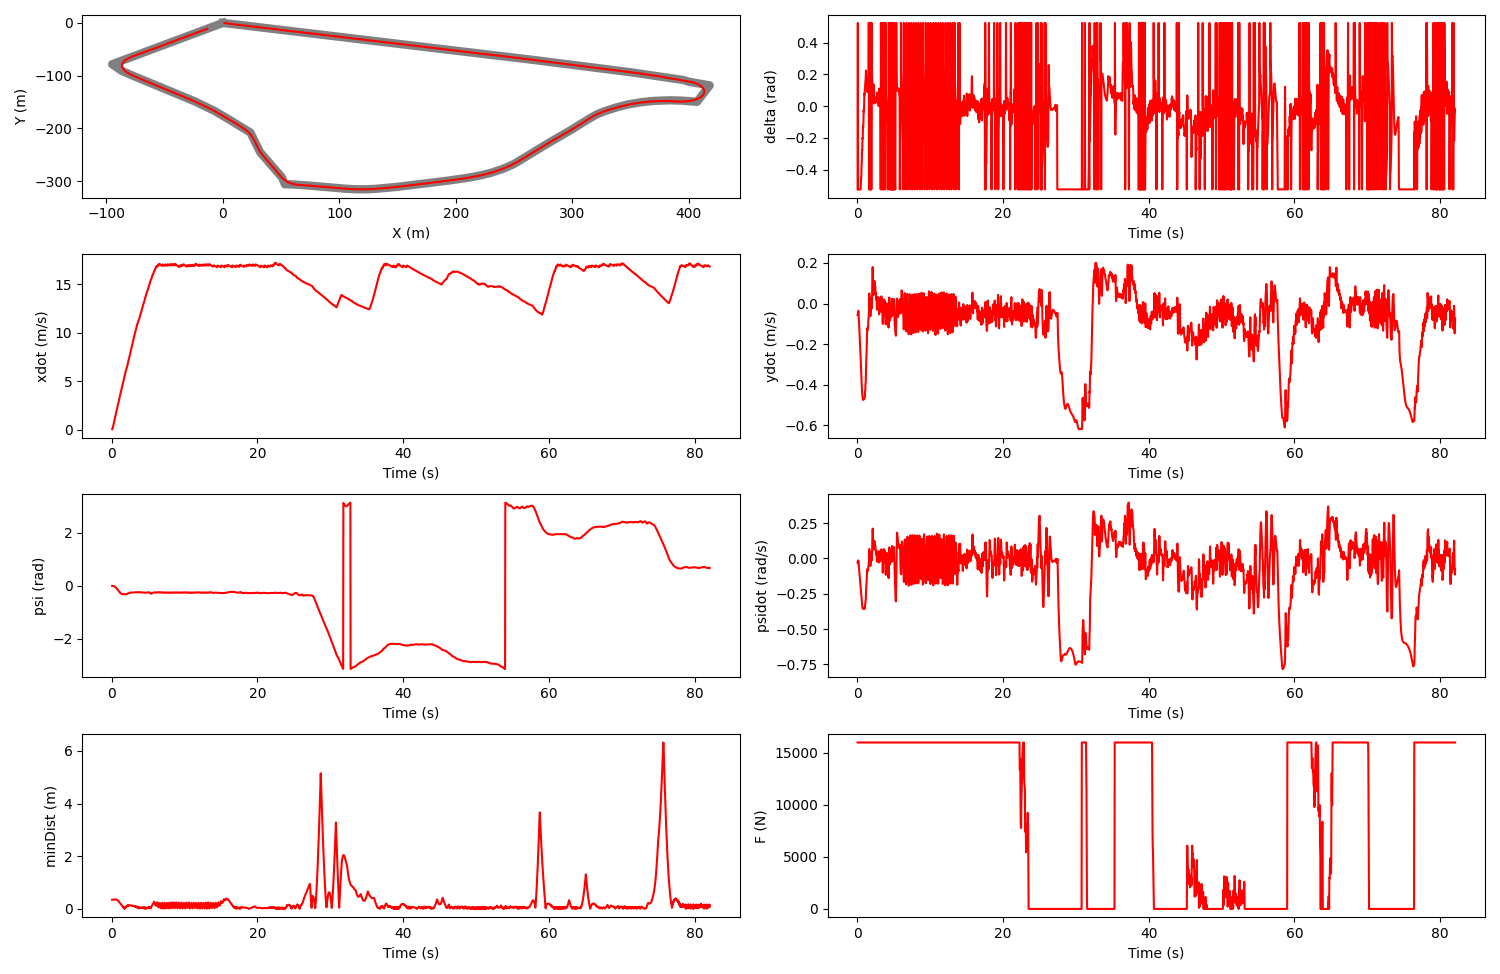 0
−100
−200
−300
Y (m)
−100 0 100 200 300 400
X (m)
0.4
0.2
0.0
−0.2
−0.4
delta (rad)
0 20 40 60 80
Time (s)
15
10
5
0
xdot (m/s)
0 20 40 60 80
Time (s)
0.2
0.0
−0.2
−0.4
−0.6
ydot (m/s)
0 20 40 60 80
Time (s)
2
0
−2
psi (rad)
0 20 40 60 80
Time (s)
0.25
0.00
−0.25
−0.50
−0.75
psidot (rad/s)
0 20 40 60 80
Time (s)
6
4
2
0
minDist (m)
0 20 40 60 80
Time (s)
15000
10000
5000
0
F (N)
0 20 40 60 80
Time (s)